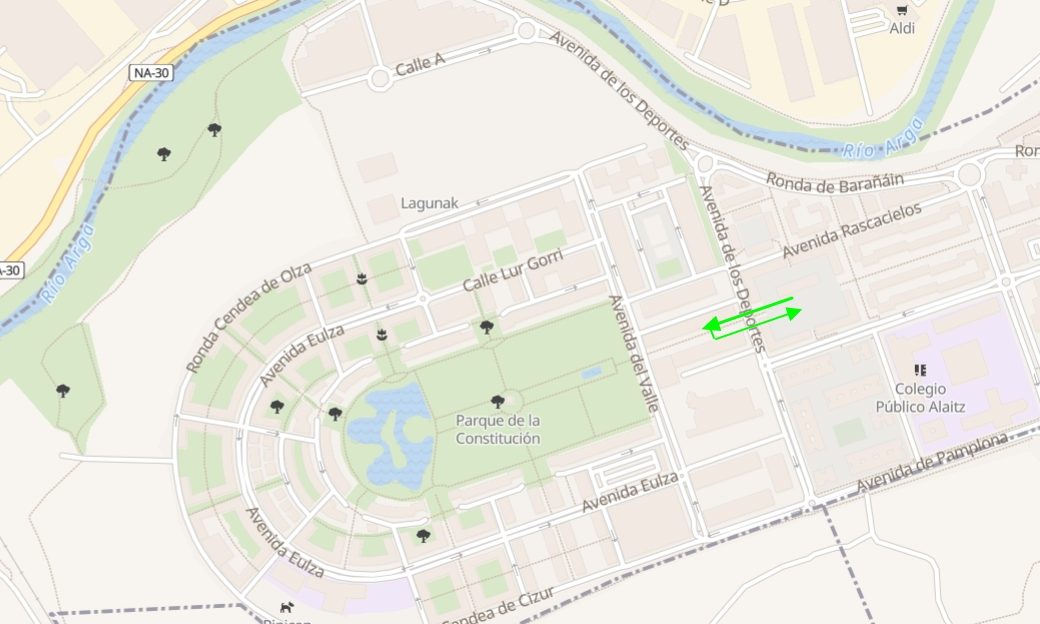 Aldi
NA-30
Calle A
Avenida de los Deportes
Río Arga
Ron
Ronda de Barañáin
Lagunak
Avenida Rascacielos
Avenida de los Deportes
Río Arga
A-30
Calle Lur Gorri
Ronda Cendea de Olza
Avenida Eulza
Avenida del Valle
Colegio
Público Alaitz
Parque de la
Constitución
Avenida de Pamplona
Avenida Eulza
Avenida Eulza
Cendea de Cizur